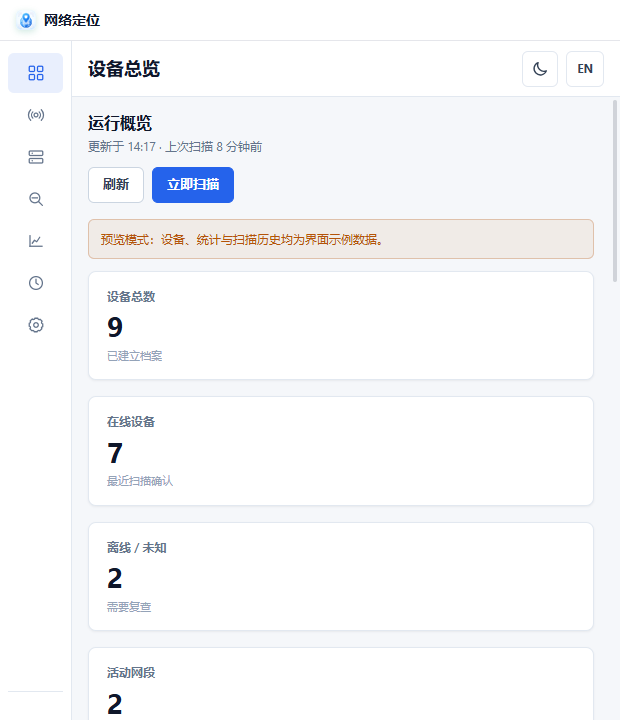 网络定位
设备总览
EN
运行概览
更新于 14:17 · 上次扫描 8 分钟前
刷新
立即扫描
预览模式：设备、统计与扫描历史均为界面示例数据。
设备总数
9
已建立档案
在线设备
7
最近扫描确认
离线 / 未知
2
需要复查
活动网段
2